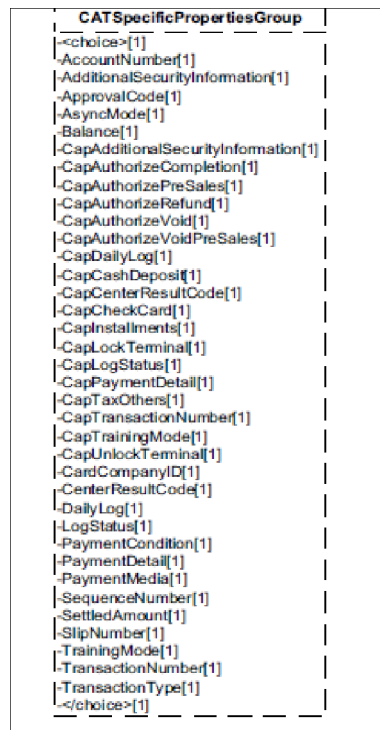 CATSpecificPropertiesGroup
-<choice>[1]
-AccountNumber[1]
-AdditionalSecurityInformation[1]
-ApprovalCode[1]
-AsyncMode[1]
-Balance[1]
-CapAdditionalSecurityInformation[1]
-CapAuthorizeCompletion[1]
-CapAuthorizePreSales[1]
-CapAuthorizeRefund[1]
-CapAuthorizeVoid[1]
-CapAuthorizeVoidPreSales[1]
-CapDailyLog[1]
-CapCashDeposit[1]
-CapCenterResultCode[1]
-CapCheckCard[1]
-CapInstallments[1]
-CapLockTerminal[1]
-CapLogStatus[1]
-CapPaymentDetail[1]
-CapTaxOthers[1]
-CapTransactionNumber[1]
-CapTrainingMode[1]
-CapUnlockTerminal[1]
-CardCompanyID[1]
-CenterResultCode[1]
-DailyLog[1]
-LogStatus[1]
-PaymentCondition[1]
-PaymentDetail[1]
-PaymentMedia[1]
-SequenceNumber[1]
-SettledAmount[1]
-SlipNumber[1]
-TrainingMode[1]
-TransactionNumber[1]
-TransactionType[1]
-</choice>[1]